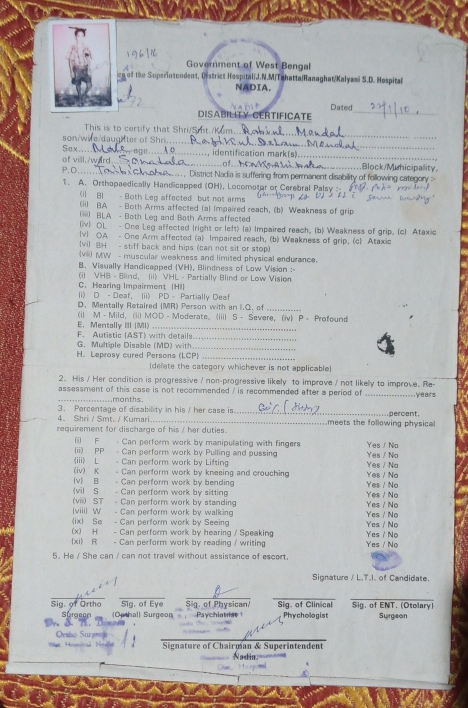 196/16
Government of West Bengal
of the Superintendent, District Hospital/J.N.M/Tehatta/Ranaghat/Kalyani S.D. Hospital
NADIA.
NADIA
DISABILITY CERTIFICATE
Dated
This is to certify that Shri/Smt./Kum. Rabiul Mondal
son/wife/daughter of Shri Mondal
Sex Male age 10, identification mark(s)
of vill/ward. of Block/Municipality,
P.O., District Nadia is suffering from permanent disability of following category :-
1. A. Orthopaedically Handicapped (OH), Locomotor or Cerebral Palsy :-
(i) BI - Both Leg affected but not arms
(ii) BA - Both Arms affected (a) Impaired reach, (b) Weakness of grip
(iii) BLA - Both Leg and Both Arms affected
(iv) OL - One Leg affected (right or left) (a) Impaired reach, (b) Weakness of grip, (c) Ataxic
(v) OA - One Arm affected (a) Impaired reach, (b) Weakness of grip, (c) Ataxic
(vi) BH - stiff back and hips (can not sit or stop)
(vii) MW - muscular weakness and limited physical endurance.
B. Visually Handicapped (VH), Blindness of Low Vision :-
(i) VHB - Blind, (ii) VHL - Partially Blind or Low Vision
C. Hearing Impairment (HI)
(i) D - Deaf, (ii) PD - Partially Deaf
D. Mentally Retared (MR) Person with an I.Q. of
(i) M - Mild, (ii) MOD - Moderate, (iii) S - Severe, (iv) P - Profound
E. Mentally Ill (MI)
F. Autistic (AST) with details
G. Multiple Disable (MD) with
H. Leprosy cured Persons (LCP)
(delete the category whichever is not applicable)
2. His / Her condition is progressive / non-progressive likely to improve / not likely to improve. Re-
assessment of this case is not recommended / is recommended after a period of years
months.
3. Percentage of disability in his / her case is percent.
4. Shri / Smt. / Kumari meets the following physical
requirement for discharge of his / her duties.
(i) F - Can perform work by manipulating with fingers Yes / No
(ii) PP - Can perform work by Pulling and pussing Yes / No
(iii) L - Can perform work by Lifting Yes / No
(iv) K - Can perform work by kneeing and crouching Yes / No
(v) B - Can perform work by bending Yes / No
(vi) S - Can perform work by sitting Yes / No
(vii) ST - Can perform work by standing Yes / No
(viii) W - Can perform work by walking Yes / No
(ix) Se - Can perform work by Seeing Yes / No
(x) H - Can perform work by hearing / Speaking Yes / No
(xi) R - Can perform work by reading / writing Yes / No
5. He / She can / can not travel without assistance of escort.
Signature / L.T.I. of Candidate.
Sig. of Ortho Sig. of Eye Sig. of Physican/ Sig. of Clinical Sig. of ENT. (Otolary)
Surgeon (Opthal) Surgeon Psychiatrist Phychologist Surgeon
Ortho Surgeon
Signature of Chairman & Superintendent
Nadia.